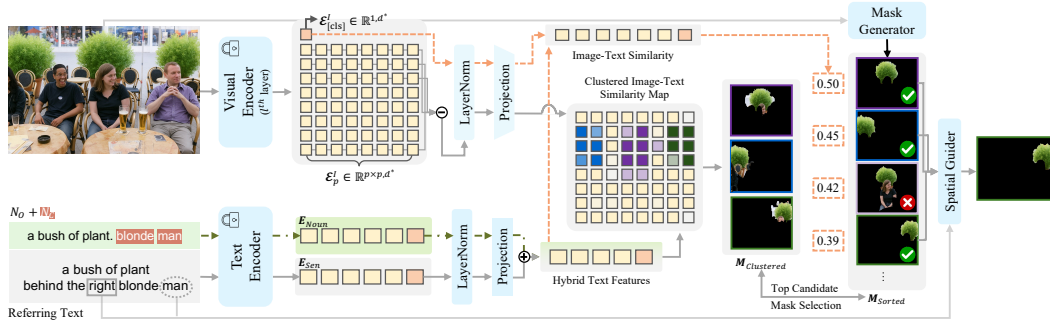 𝓔^l_[cls] ∈ ℝ^{1,d*}
Visual
Encoder
(l^th layer)
LayerNorm
Projection
𝓔^l_p ∈ ℝ^{p×p,d*}
Image-Text Similarity
Clustered Image-Text
Similarity Map
Mask
Generator
0.50
0.45
0.42
0.39
Spatial Guider
M_Clustered
M_Sorted
⋮
Top Candidate
Mask Selection
N_O +
a bush of plant. blonde man
a bush of plant
behind the right blonde man
Referring Text
Text
Encoder
E_Noun
E_Sen
LayerNorm
Projection
Hybrid Text Features